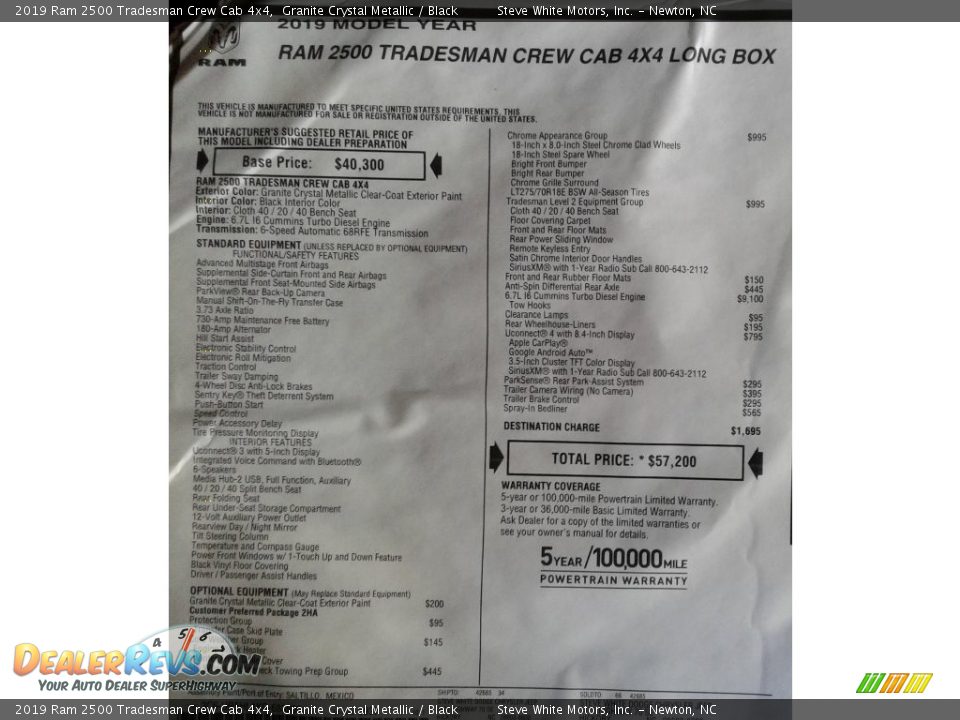 2019 Ram 2500 Tradesman Crew Cab 4x4, Granite Crystal Metallic / Black Steve White Motors, Inc. - Newton, NC
2019 MODEL YEAR
RAM
RAM 2500 TRADESMAN CREW CAB 4X4 LONG BOX
THIS VEHICLE IS MANUFACTURED TO MEET SPECIFIC UNITED STATES REQUIREMENTS. THIS
VEHICLE IS NOT MANUFACTURED FOR SALE OR REGISTRATION OUTSIDE OF THE UNITED STATES.
MANUFACTURER'S SUGGESTED RETAIL PRICE OF
THIS MODEL INCLUDING DEALER PREPARATION
Base Price: $40,300
RAM 2500 TRADESMAN CREW CAB 4X4
Exterior Color: Granite Crystal Metallic Clear-Coat Exterior Paint
Interior Color: Black Interior Color
Interior: Cloth 40 / 20 / 40 Bench Seat
Engine: 6.7L I6 Cummins Turbo Diesel Engine
Transmission: 6-Speed Automatic 68RFE Transmission
STANDARD EQUIPMENT (UNLESS REPLACED BY OPTIONAL EQUIPMENT)
FUNCTIONAL/SAFETY FEATURES
Advanced Multistage Front Airbags
Supplemental Side-Curtain Front and Rear Airbags
Supplemental Front Seat-Mounted Side Airbags
ParkView® Rear Back-Up Camera
Manual Shift-On-The-Fly Transfer Case
3.73 Axle Ratio
730-Amp Maintenance Free Battery
180-Amp Alternator
Hill Start Assist
Electronic Stability Control
Electronic Roll Mitigation
Traction Control
Trailer Sway Damping
4-Wheel Disc Anti-Lock Brakes
Sentry Key® Theft Deterrent System
Push-Button Start
Speed Control
Power Accessory Delay
Tire Pressure Monitoring Display
INTERIOR FEATURES
Uconnect® 3 with 5-Inch Display
Integrated Voice Command with Bluetooth®
6-Speakers
Media Hub-2 USB, Full Function, Auxiliary
40 / 20 / 40 Split Bench Seat
Rear Folding Seat
Rear Under-Seat Storage Compartment
12-Volt Auxiliary Power Outlet
Rearview Day / Night Mirror
Tilt Steering Column
Temperature and Compass Gauge
Power Front Windows w/ 1-Touch Up and Down Feature
Black Vinyl Floor Covering
Driver / Passenger Assist Handles
OPTIONAL EQUIPMENT (May Replace Standard Equipment)
Granite Crystal Metallic Clear-Coat Exterior Paint $200
Customer Preferred Package 2HA
Protection Group $95
Case Skid Plate
Group $145
Heater
Cover
Towing Prep Group $445
Chrome Appearance Group $995
18-Inch x 8.0-Inch Steel Chrome Clad Wheels
18-Inch Steel Spare Wheel
Bright Front Bumper
Bright Rear Bumper
Chrome Grille Surround
LT275/70R18E BSW All-Season Tires
Tradesman Level 2 Equipment Group $995
Cloth 40 / 20 / 40 Bench Seat
Floor Covering Carpet
Front and Rear Floor Mats
Rear Power Sliding Window
Remote Keyless Entry
Satin Chrome Interior Door Handles
SiriusXM® with 1-Year Radio Sub Call 800-643-2112
Front and Rear Rubber Floor Mats $150
Anti-Spin Differential Rear Axle $445
6.7L I6 Cummins Turbo Diesel Engine $9,100
Tow Hooks
Clearance Lamps $95
Rear Wheelhouse-Liners $195
Uconnect® 4 with 8.4-Inch Display $795
Apple CarPlay®
Google Android Auto™
3.5-Inch Cluster TFT Color Display
SiriusXM® with 1-Year Radio Sub Call 800-643-2112
ParkSense® Rear Park-Assist System $295
Trailer Camera Wiring (No Camera) $395
Trailer Brake Control $295
Spray-In Bedliner $565
DESTINATION CHARGE $1,695
TOTAL PRICE: * $57,200
WARRANTY COVERAGE
5-year or 100,000-mile Powertrain Limited Warranty.
3-year or 36,000-mile Basic Limited Warranty.
Ask Dealer for a copy of the limited warranties or
see your owner's manual for details.
5 YEAR / 100,000 MILE
POWERTRAIN WARRANTY
Assembly Plant/Port of Entry: SALTILLO, MEXICO
SHIP TO: SOLD TO:
DEALERREVS.COM
YOUR AUTO DEALER SUPERHIGHWAY
2019 Ram 2500 Tradesman Crew Cab 4x4, Granite Crystal Metallic / Black Steve White Motors, Inc. - Newton, NC